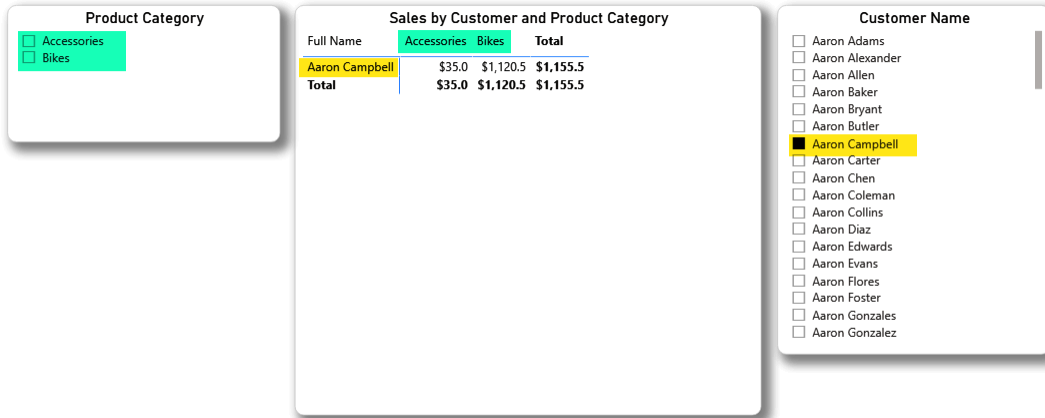 Product Category
Accessories
Bikes
Sales by Customer and Product Category
Full Name Accessories Bikes Total
Aaron Campbell $35.0 $1,120.5 $1,155.5
Total $35.0 $1,120.5 $1,155.5
Customer Name
Aaron Adams
Aaron Alexander
Aaron Allen
Aaron Baker
Aaron Bryant
Aaron Butler
Aaron Campbell
Aaron Carter
Aaron Chen
Aaron Coleman
Aaron Collins
Aaron Diaz
Aaron Edwards
Aaron Evans
Aaron Flores
Aaron Foster
Aaron Gonzales
Aaron Gonzalez